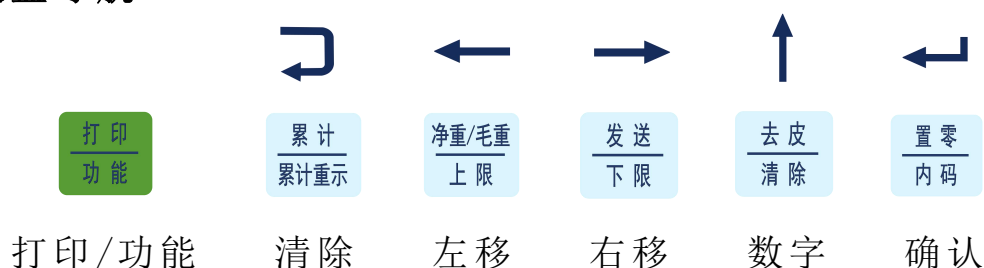 打印 累计 净重/毛重 发送 去皮 置零
功能 累计重示 上限 下限 清除 内码
打印/功能 清除 左移 右移 数字 确认